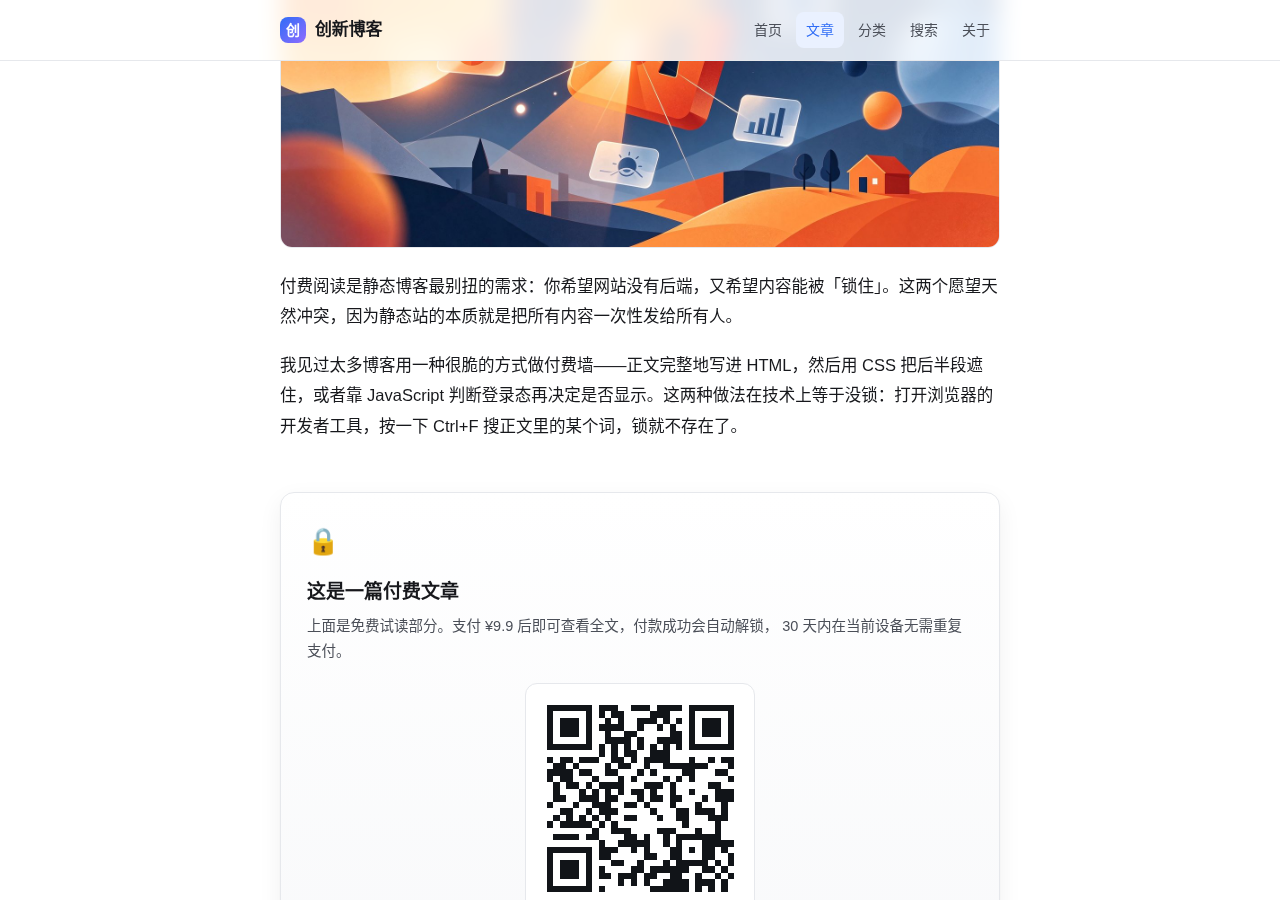 创 创新博客 首页 文章 分类 搜索 关于
付费阅读是静态博客最别扭的需求：你希望网站没有后端，又希望内容能被「锁住」。这两个愿望天
然冲突，因为静态站的本质就是把所有内容一次性发给所有人。
我见过太多博客用一种很脆的方式做付费墙——正文完整地写进 HTML，然后用 CSS 把后半段遮
住，或者靠 JavaScript 判断登录态再决定是否显示。这两种做法在技术上等于没锁：打开浏览器的
开发者工具，按一下 Ctrl+F 搜正文里的某个词，锁就不存在了。
这是一篇付费文章
上面是免费试读部分。支付 ¥9.9 后即可查看全文，付款成功会自动解锁， 30 天内在当前设备无需重复
支付。